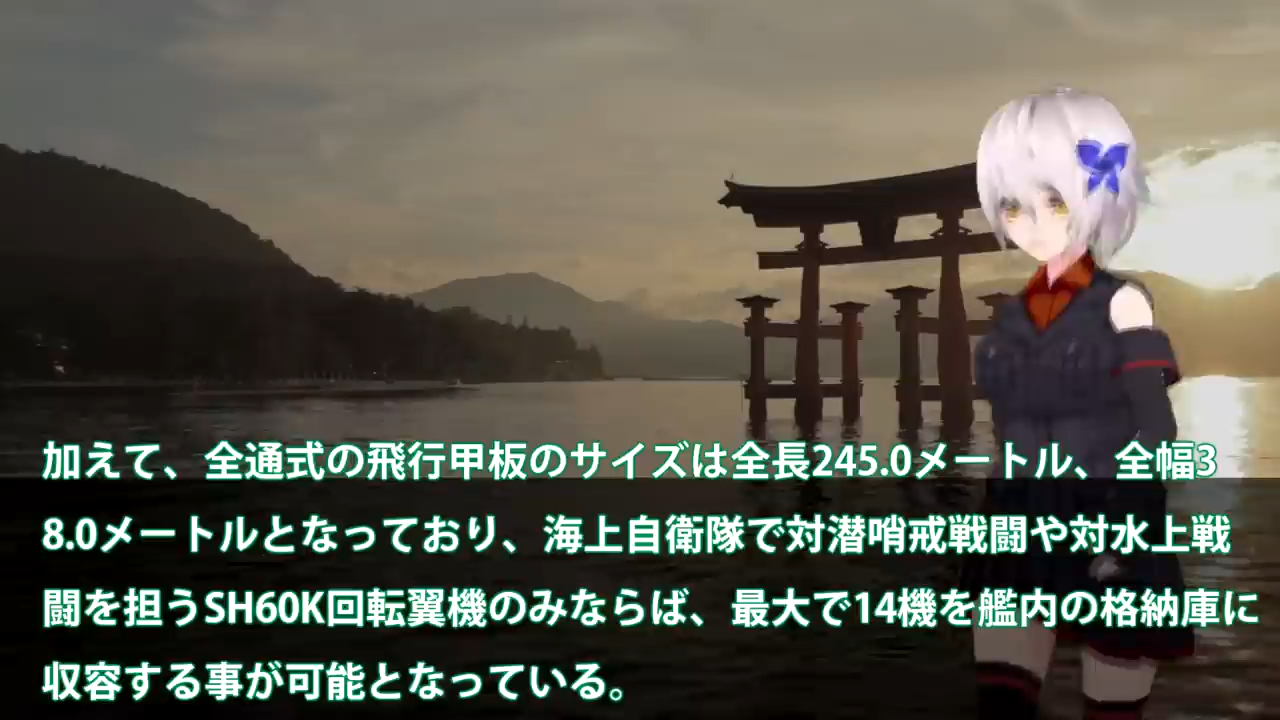 加えて、全通式の飛行甲板のサイズは全長245.0メートル、全幅3
8.0メートルとなっており、海上自衛隊で対潜哨戒戦闘や対水上戦
闘を担うSH60K回転翼機のみならば、最大で14機を艦内の格納庫に
収容する事が可能となっている。